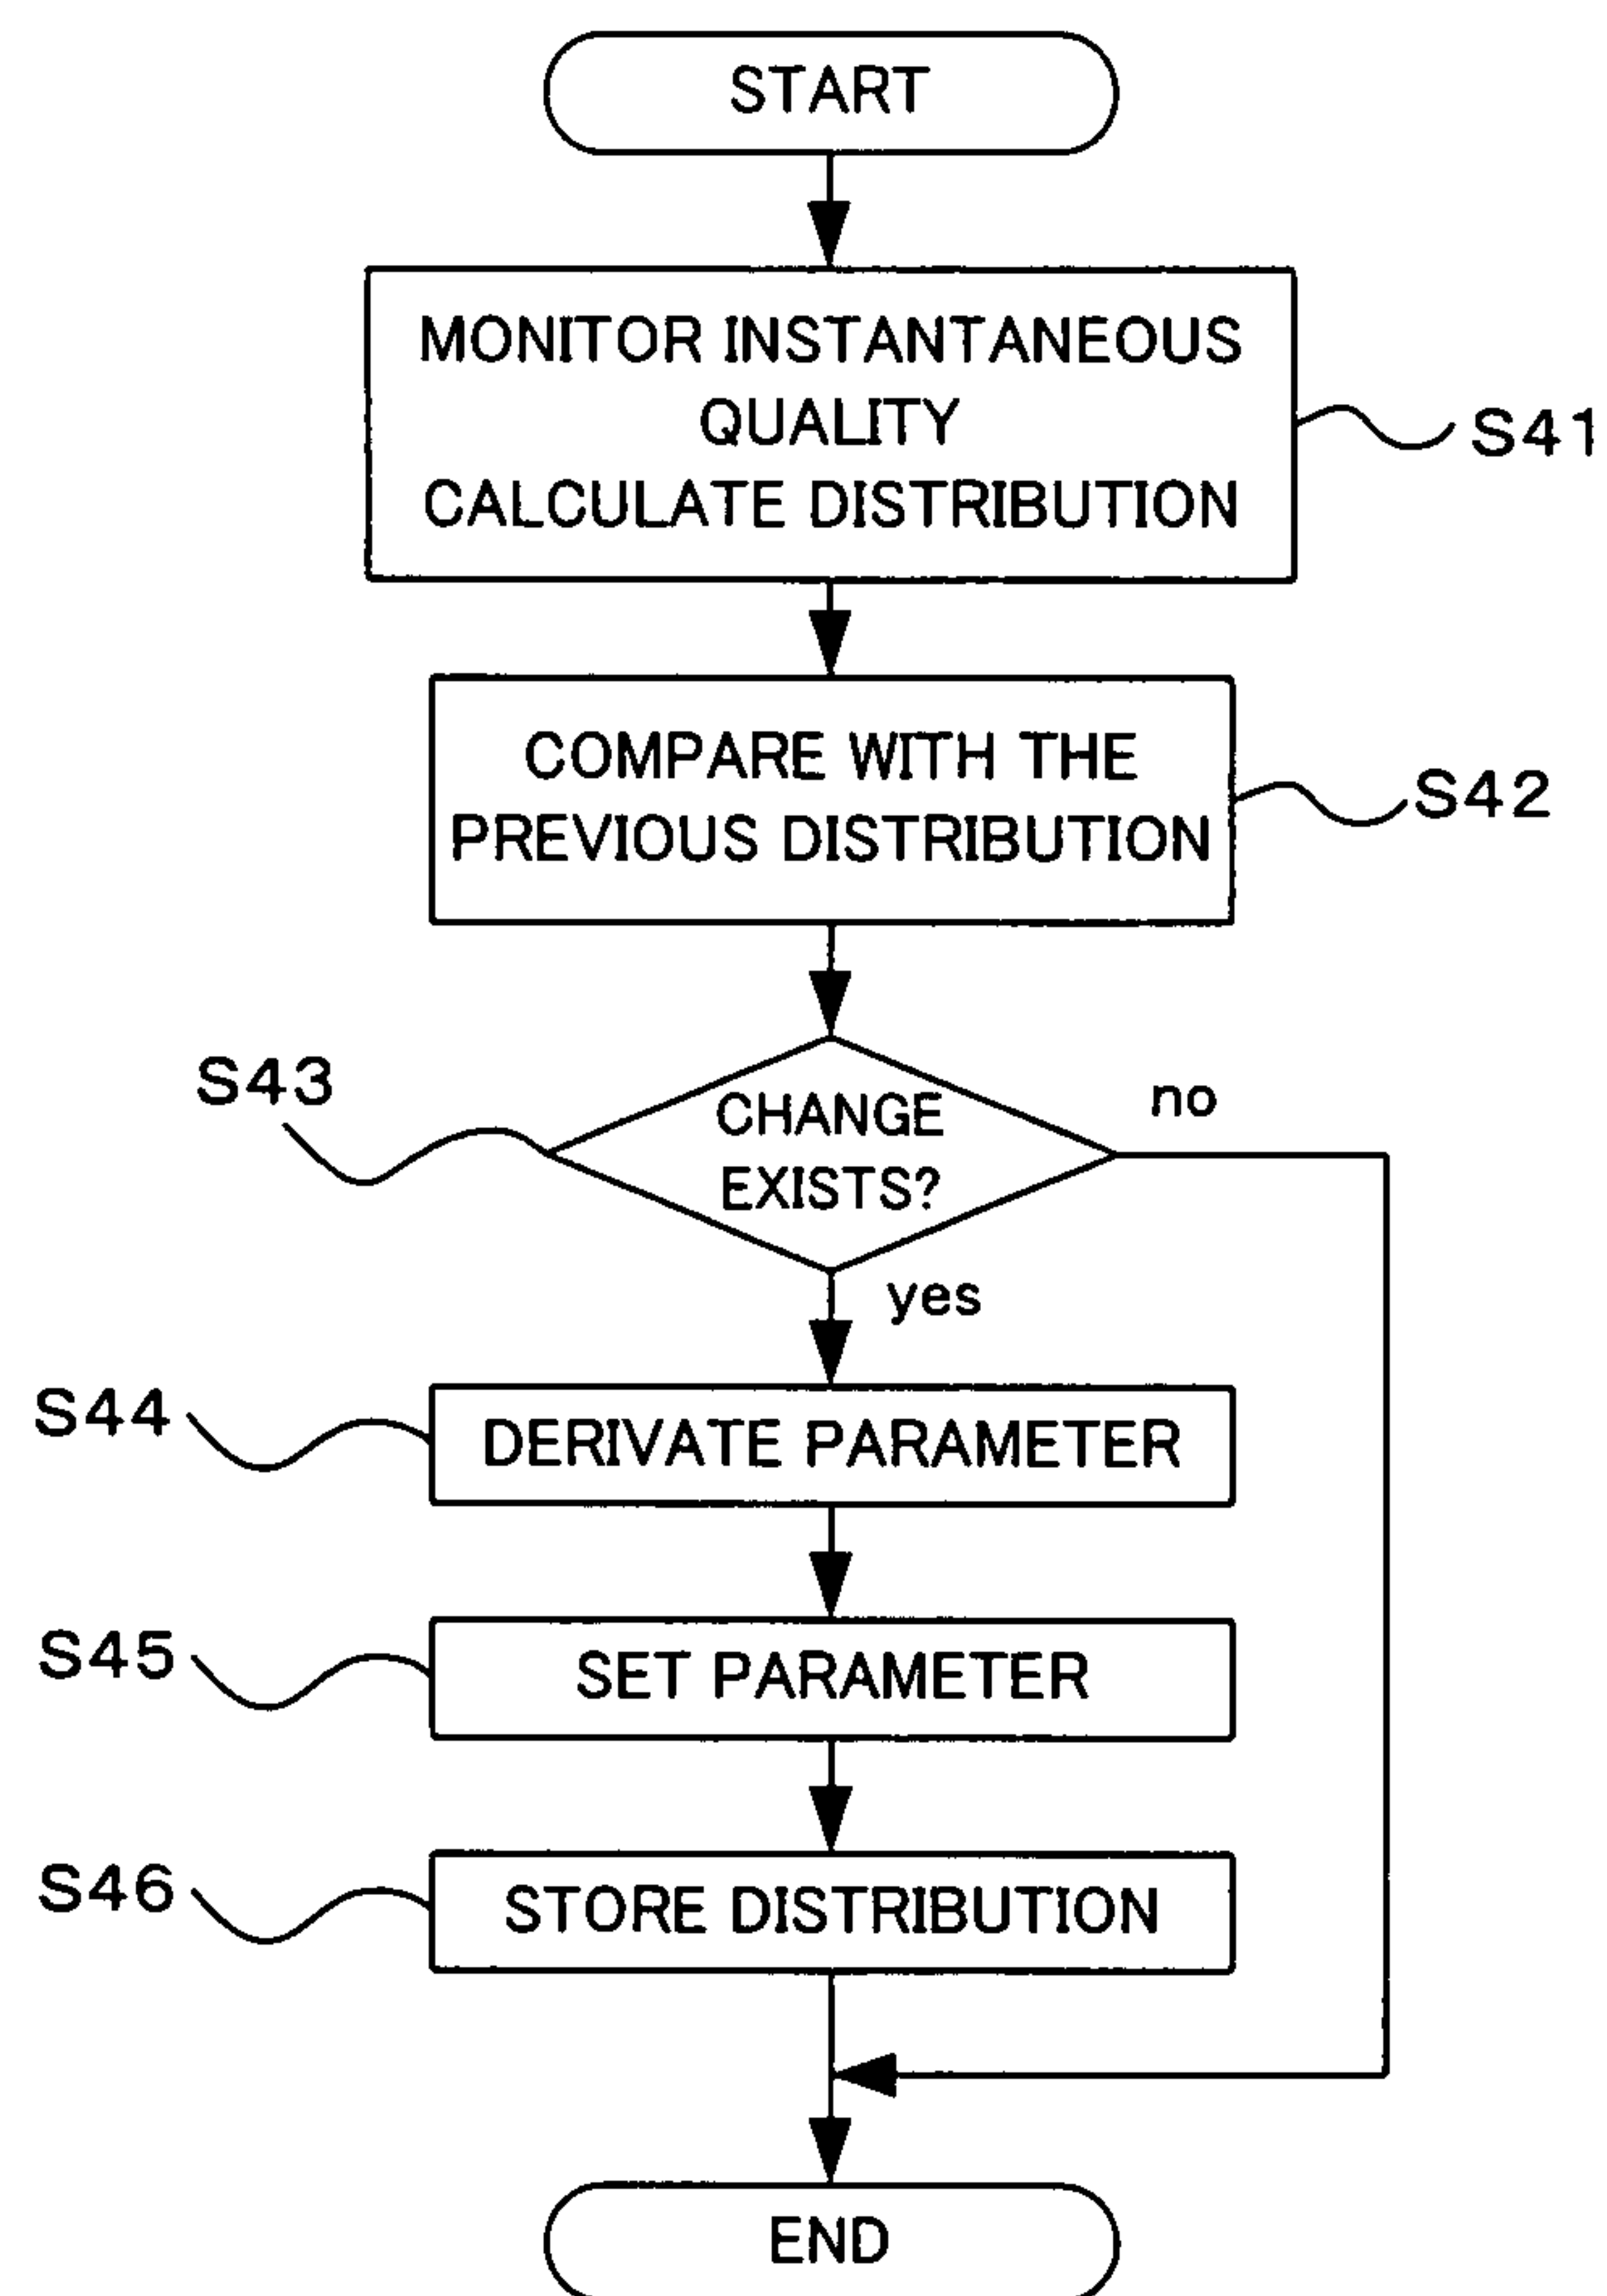 START
MONITOR INSTANTANEOUS
QUALITY
CALCULATE DISTRIBUTION
S41
COMPARE WITH THE
PREVIOUS DISTRIBUTION
S42
S43
CHANGE
EXISTS?
no
yes
S44
DERIVATE PARAMETER
S45
SET PARAMETER
S46
STORE DISTRIBUTION
END